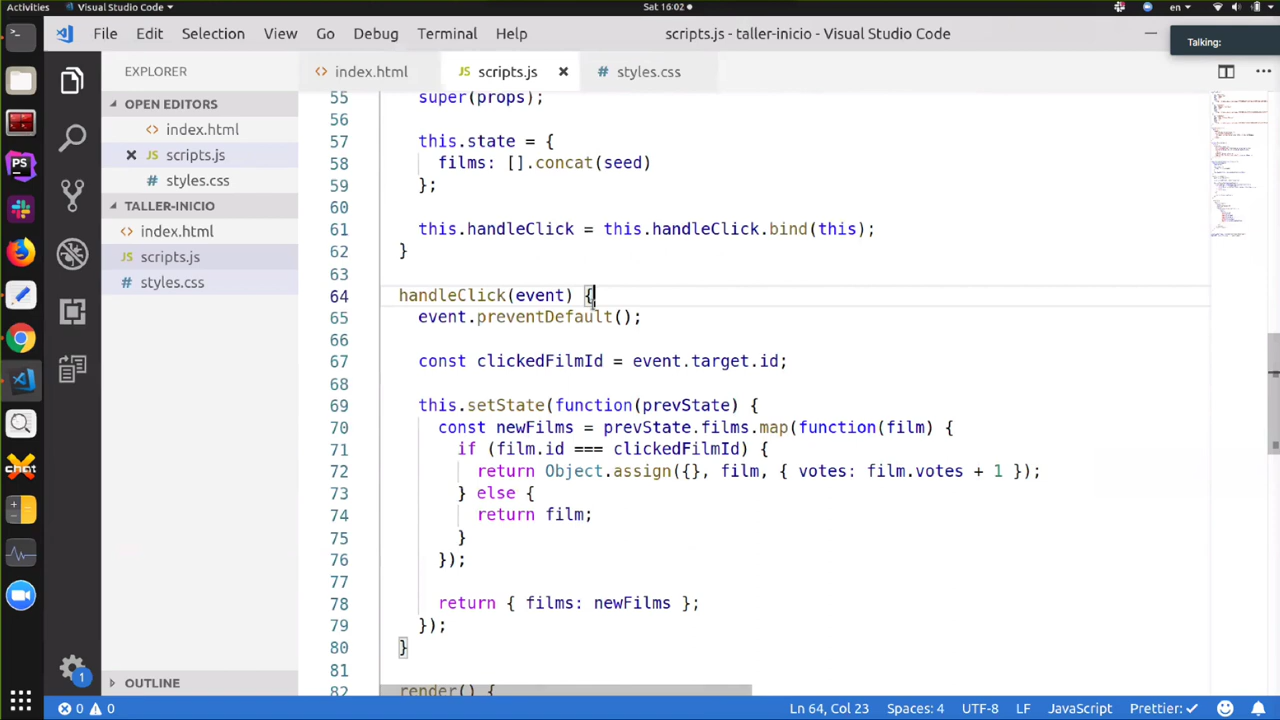 Activities Visual Studio Code Sat 16:02 en
File Edit Selection View Go Debug Terminal Help scripts.js - taller-inicio - Visual Studio Code
Talking:
EXPLORER
index.html scripts.js styles.css
OPEN EDITORS
index.html
scripts.js
styles.css
TALLER-INICIO
index.html
scripts.js
styles.css
OUTLINE
55 super(props);
56
57 this.state = {
58 films: [].concat(seed)
59 };
60
61 this.handleClick = this.handleClick.bind(this);
62 }
63
64 handleClick(event) {
65 event.preventDefault();
66
67 const clickedFilmId = event.target.id;
68
69 this.setState(function(prevState) {
70 const newFilms = prevState.films.map(function(film) {
71 if (film.id === clickedFilmId) {
72 return Object.assign({}, film, { votes: film.votes + 1 });
73 } else {
74 return film;
75 }
76 });
77
78 return { films: newFilms };
79 });
80 }
81
82 render() {
PS
chat
1
0 0 Ln 64, Col 23 Spaces: 4 UTF-8 LF JavaScript Prettier: ✓